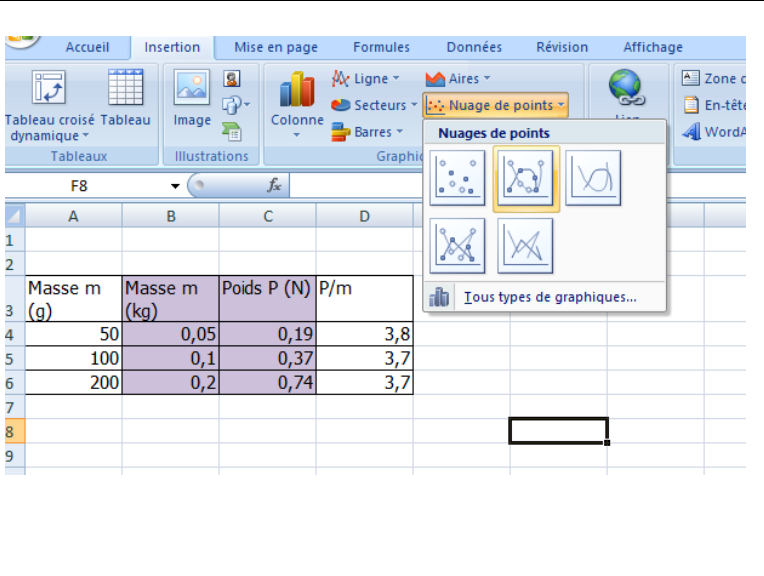 Accueil Insertion Mise en page Formules Données Révision Affichage
Ligne Aires Zone
Secteurs Nuage de points En-tête
Tableau croisé Tableau Image Colonne
dynamique Barres
Tableaux Illustrations
Nuages de points
F8 fx
A B C D
1
2
Masse m Masse m Poids P (N) P/m
3 (g) (kg)
4 50 0,05 0,19 3,8
5 100 0,1 0,37 3,7
6 200 0,2 0,74 3,7
7
8
9
Tous types de graphiques...